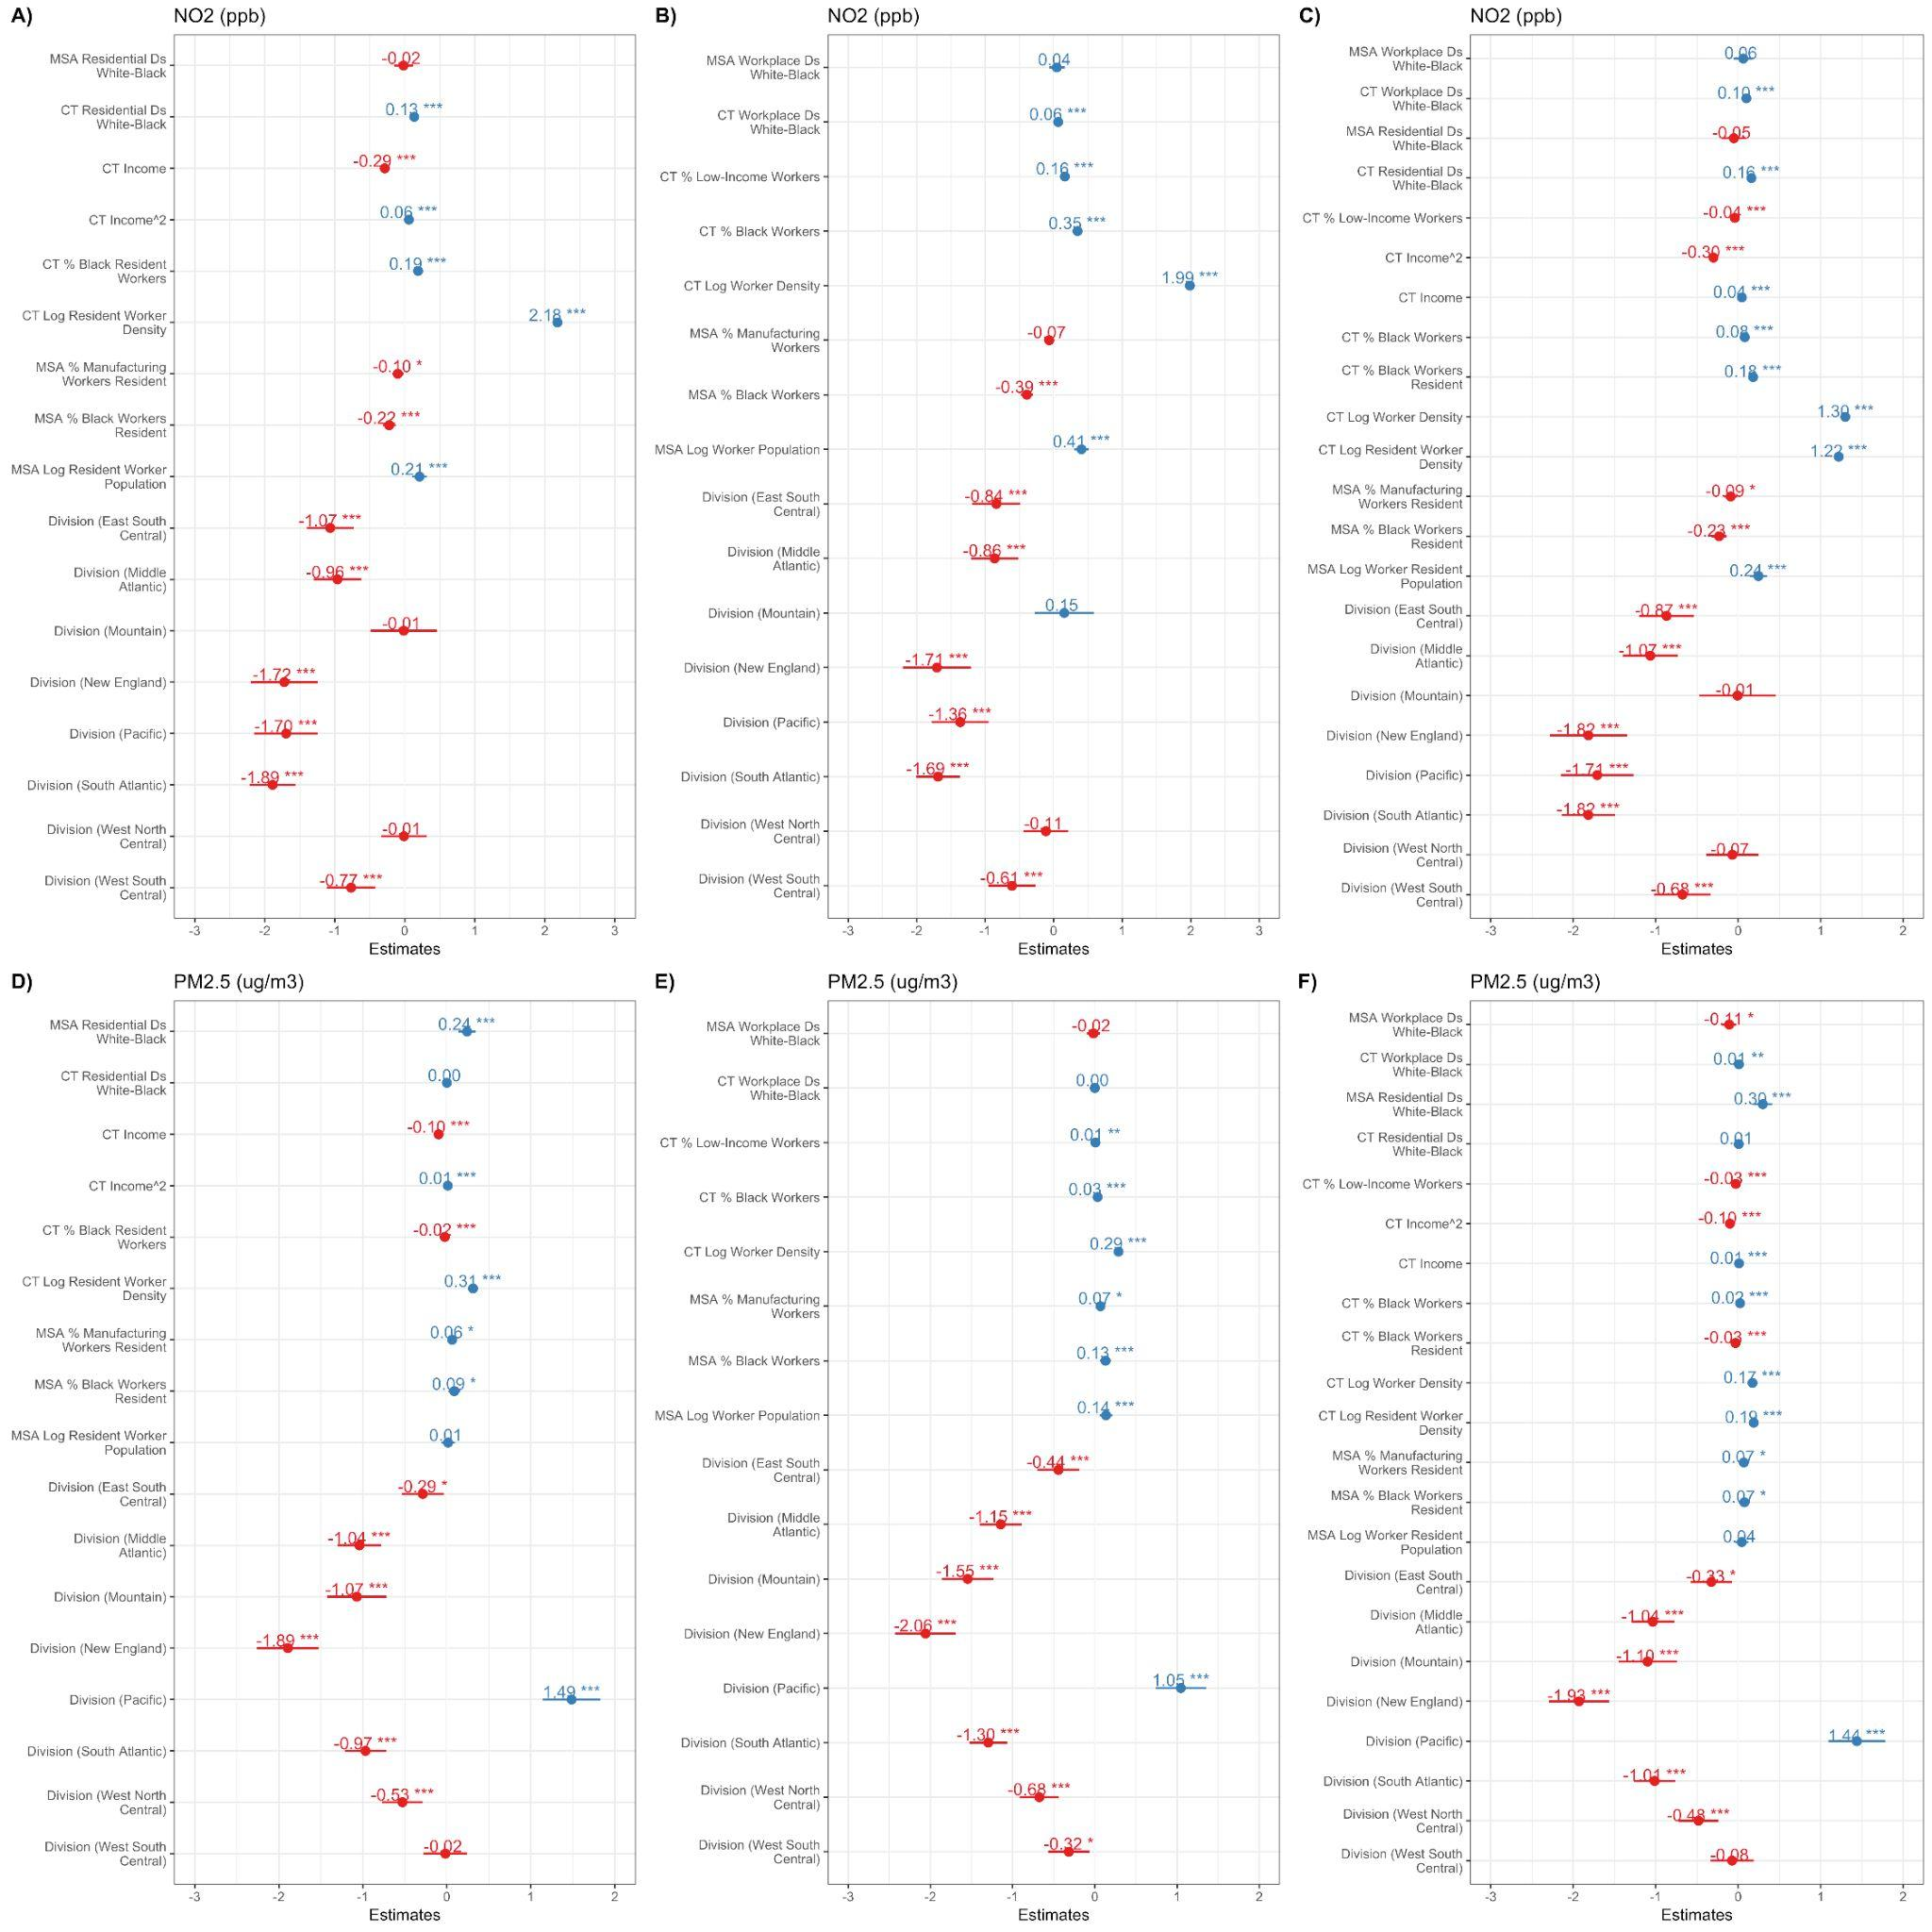 A)
NO2 (ppb)
MSA Residential Ds
White-Black
-0.02
CT Residential Ds
White-Black
0.13 ***
CT Income
-0.29 ***
CT Income^2
0.06 ***
CT % Black Resident
Workers
0.19 ***
CT Log Resident Worker
Density
2.18 ***
MSA % Manufacturing
Workers Resident
-0.10 *
MSA % Black Workers
Resident
-0.22 ***
MSA Log Resident Worker
Population
0.21 ***
Division (East South
Central)
-1.07 ***
Division (Middle
Atlantic)
-0.96 ***
Division (Mountain)
-0.01
Division (New England)
-1.72 ***
Division (Pacific)
-1.70 ***
Division (South Atlantic)
-1.89 ***
Division (West North
Central)
-0.01
Division (West South
Central)
-0.77 ***
-3 -2 -1 0 1 2 3
Estimates
B)
NO2 (ppb)
MSA Workplace Ds
White-Black
0.04
CT Workplace Ds
White-Black
0.06 ***
CT % Low-Income Workers
0.16 ***
CT % Black Workers
0.35 ***
CT Log Worker Density
1.99 ***
MSA % Manufacturing
Workers
-0.07
MSA % Black Workers
-0.39 ***
MSA Log Worker Population
0.41 ***
Division (East South
Central)
-0.84 ***
Division (Middle
Atlantic)
-0.86 ***
Division (Mountain)
0.15
Division (New England)
-1.71 ***
Division (Pacific)
-1.36 ***
Division (South Atlantic)
-1.69 ***
Division (West North
Central)
-0.11
Division (West South
Central)
-0.61 ***
-3 -2 -1 0 1 2 3
Estimates
C)
NO2 (ppb)
MSA Workplace Ds
White-Black
0.06
CT Workplace Ds
White-Black
0.10 ***
MSA Residential Ds
White-Black
-0.05
CT Residential Ds
White-Black
0.16 ***
CT % Low-Income Workers
-0.04 ***
CT Income^2
-0.30 ***
CT Income
0.04 ***
CT % Black Workers
0.08 ***
CT % Black Workers
Resident
0.18 ***
CT Log Worker Density
1.30 ***
CT Log Resident Worker
Density
1.22 ***
MSA % Manufacturing
Workers Resident
-0.09 *
MSA % Black Workers
Resident
-0.23 ***
MSA Log Worker Resident
Population
0.24 ***
Division (East South
Central)
-0.87 ***
Division (Middle
Atlantic)
-1.07 ***
Division (Mountain)
-0.01
Division (New England)
-1.82 ***
Division (Pacific)
-1.71 ***
Division (South Atlantic)
-1.82 ***
Division (West North
Central)
-0.07
Division (West South
Central)
-0.68 ***
-3 -2 -1 0 1 2
Estimates
D)
PM2.5 (ug/m3)
MSA Residential Ds
White-Black
0.24 ***
CT Residential Ds
White-Black
0.00
CT Income
-0.10 ***
CT Income^2
0.01 ***
CT % Black Resident
Workers
-0.02 ***
CT Log Resident Worker
Density
0.31 ***
MSA % Manufacturing
Workers Resident
0.06 *
MSA % Black Workers
Resident
0.09 *
MSA Log Resident Worker
Population
0.01
Division (East South
Central)
-0.29 *
Division (Middle
Atlantic)
-1.04 ***
Division (Mountain)
-1.07 ***
Division (New England)
-1.89 ***
Division (Pacific)
1.49 ***
Division (South Atlantic)
-0.97 ***
Division (West North
Central)
-0.53 ***
Division (West South
Central)
-0.02
-3 -2 -1 0 1 2
Estimates
E)
PM2.5 (ug/m3)
MSA Workplace Ds
White-Black
-0.02
CT Workplace Ds
White-Black
0.00
CT % Low-Income Workers
0.01 **
CT % Black Workers
0.03 ***
CT Log Worker Density
0.29 ***
MSA % Manufacturing
Workers
0.07 *
MSA % Black Workers
0.13 ***
MSA Log Worker Population
0.14 ***
Division (East South
Central)
-0.44 ***
Division (Middle
Atlantic)
-1.15 ***
Division (Mountain)
-1.55 ***
Division (New England)
-2.06 ***
Division (Pacific)
1.05 ***
Division (South Atlantic)
-1.30 ***
Division (West North
Central)
-0.68 ***
Division (West South
Central)
-0.32 *
-3 -2 -1 0 1 2
Estimates
F)
PM2.5 (ug/m3)
MSA Workplace Ds
White-Black
-0.11 *
CT Workplace Ds
White-Black
0.01 **
MSA Residential Ds
White-Black
0.30 ***
CT Residential Ds
White-Black
0.01
CT % Low-Income Workers
-0.03 ***
CT Income^2
-0.10 ***
CT Income
0.01 ***
CT % Black Workers
0.02 ***
CT % Black Workers
Resident
-0.03 ***
CT Log Worker Density
0.17 ***
CT Log Resident Worker
Density
0.19 ***
MSA % Manufacturing
Workers Resident
0.07 *
MSA % Black Workers
Resident
0.07 *
MSA Log Worker Resident
Population
0.04
Division (East South
Central)
-0.33 *
Division (Middle
Atlantic)
-1.04 ***
Division (Mountain)
-1.10 ***
Division (New England)
-1.93 ***
Division (Pacific)
1.44 ***
Division (South Atlantic)
-1.01 ***
Division (West North
Central)
-0.48 ***
Division (West South
Central)
-0.08
-3 -2 -1 0 1 2
Estimates